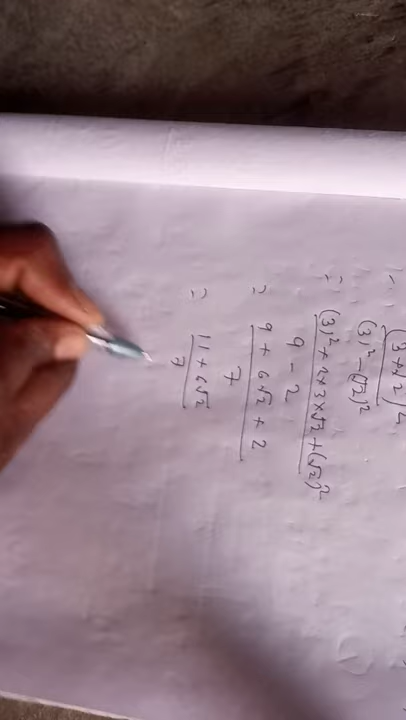 = (3+√2)²
(3)² - (√2)²
= (3)² + 2×3×√2 + (√2)²
9 - 2
= 9 + 6√2 + 2
7
= 11 + 6√2
7